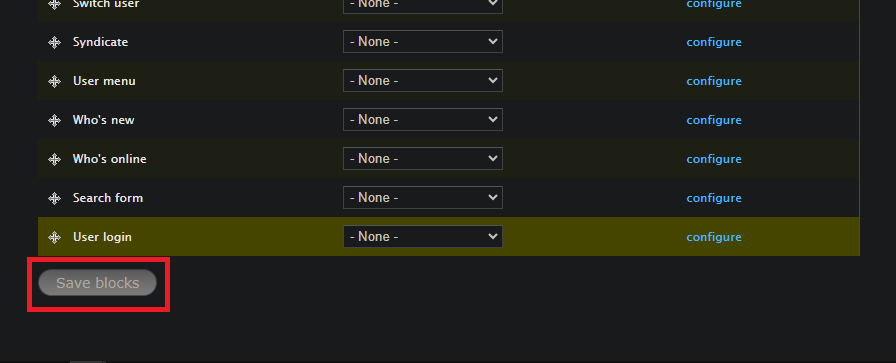 Switch user - None - configure
Syndicate - None - configure
User menu - None - configure
Who's new - None - configure
Who's online - None - configure
Search form - None - configure
User login - None - configure
Save blocks